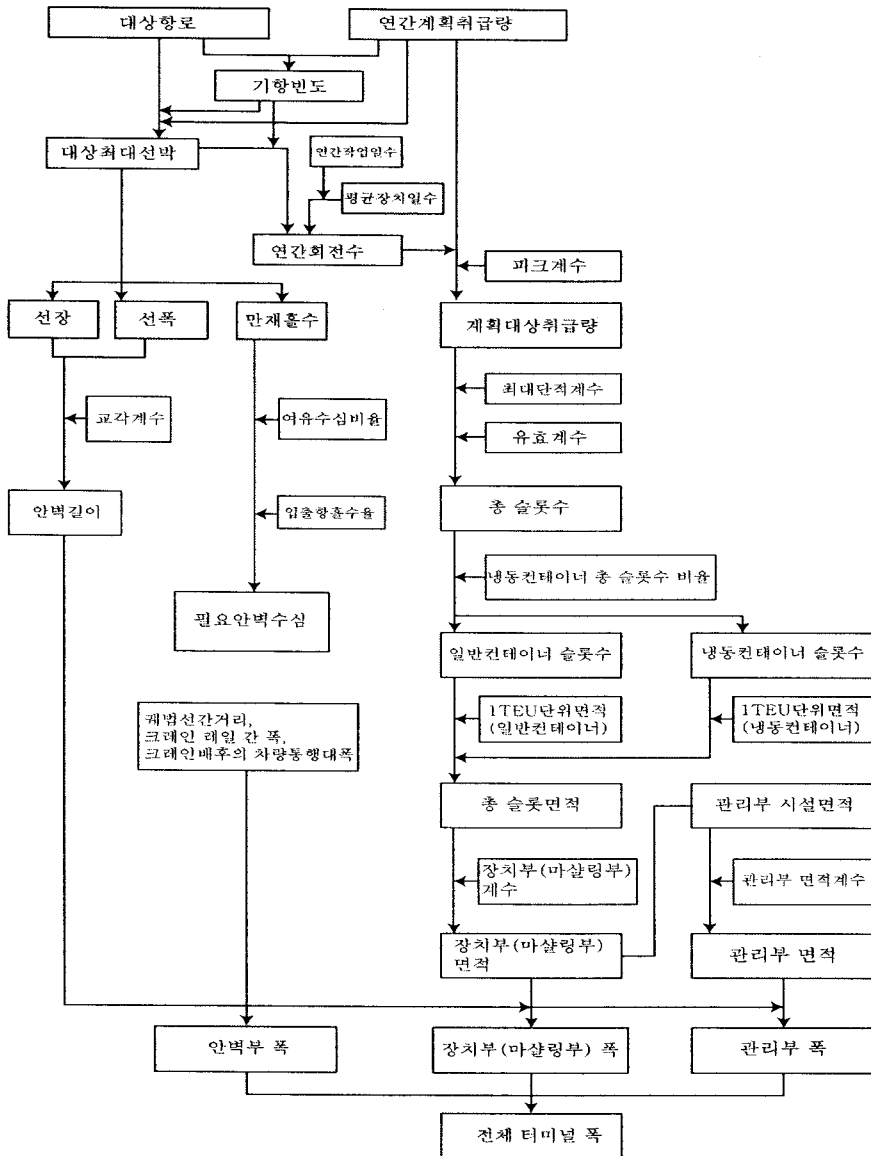 대상항로
연간계획취급량
기항빈도
대상최대선박
연간작업일수
평균장치일수
연간회전수
피크계수
선장
선폭
만재흘수
계획대상취급량
최대단적계수
교각계수
여유수심비율
유효계수
안벽길이
입출항흘수율
총 슬롯수
냉동컨테이너 총 슬롯수 비율
필요안벽수심
일반컨테이너 슬롯수
냉동컨테이너 슬롯수
궤법선간거리,
크레인 레일 간 폭,
크레인배후의 차량통행대폭
1TEU단위면적
(일반컨테이너)
1TEU단위면적
(냉동컨테이너)
총 슬롯면적
관리부 시설면적
장치부(마샬링부)
계수
관리부 면적계수
장치부(마샬링부)
면적
관리부 면적
안벽부 폭
장치부(마샬링부) 폭
관리부 폭
전체 터미널 폭